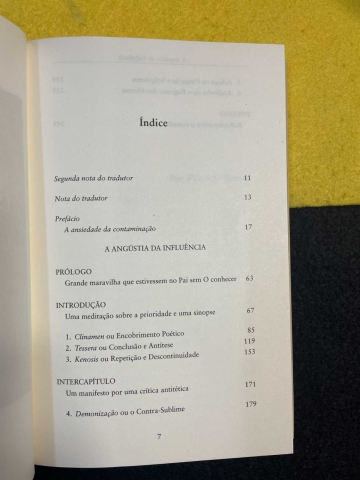 Índice
Segunda nota do tradutor 11
Nota do tradutor 13
Prefácio
A ansiedade da contaminação 17
A ANGÚSTIA DA INFLUÊNCIA
PRÓLOGO
Grande maravilha que estivessem no Pai sem O conhecer 63
INTRODUÇÃO
Uma meditação sobre a prioridade e uma sinopse 67
1. Clinamen ou Encobrimento Poético 85
2. Tessera ou Conclusão e Antítese 119
3. Kenosis ou Repetição e Descontinuidade 153
INTERCAPÍTULO
Um manifesto por uma crítica antitética 171
4. Demonização ou o Contra-Sublime 179
7